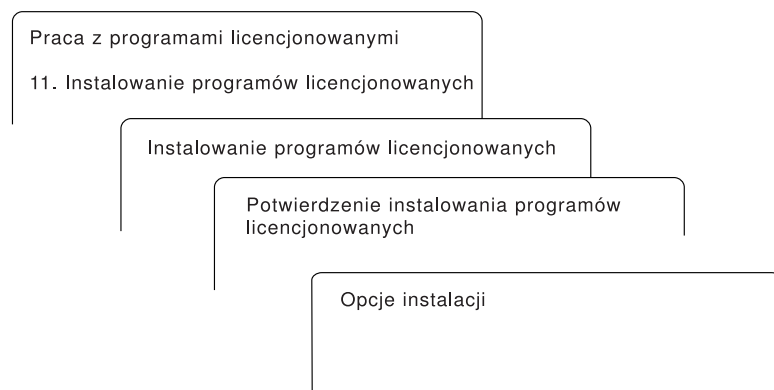 Praca z programami licencjonowanymi
11. Instalowanie programów licencjonowanych
Instalowanie programów licencjonowanych
Potwierdzenie instalowania programów
licencjonowanych
Opcje instalacji